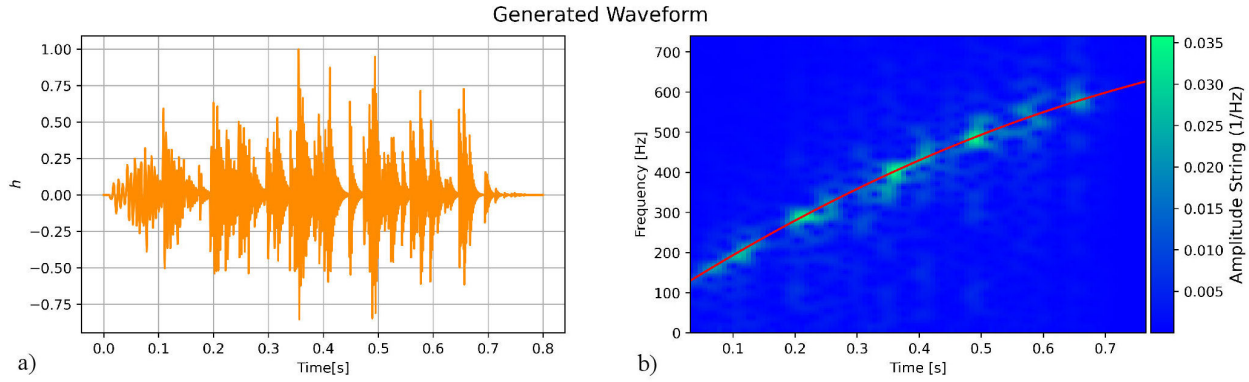 Generated Waveform
1.00
0.75
0.50
0.25
0.00
−0.25
−0.50
−0.75
h
0.0 0.1 0.2 0.3 0.4 0.5 0.6 0.7 0.8
Time[s]
a)
700
600
500
400
300
200
100
0
Frequency [Hz]
0.1 0.2 0.3 0.4 0.5 0.6 0.7
Time [s]
b)
0.035
0.030
0.025
0.020
0.015
0.010
0.005
Amplitude String (1/Hz)